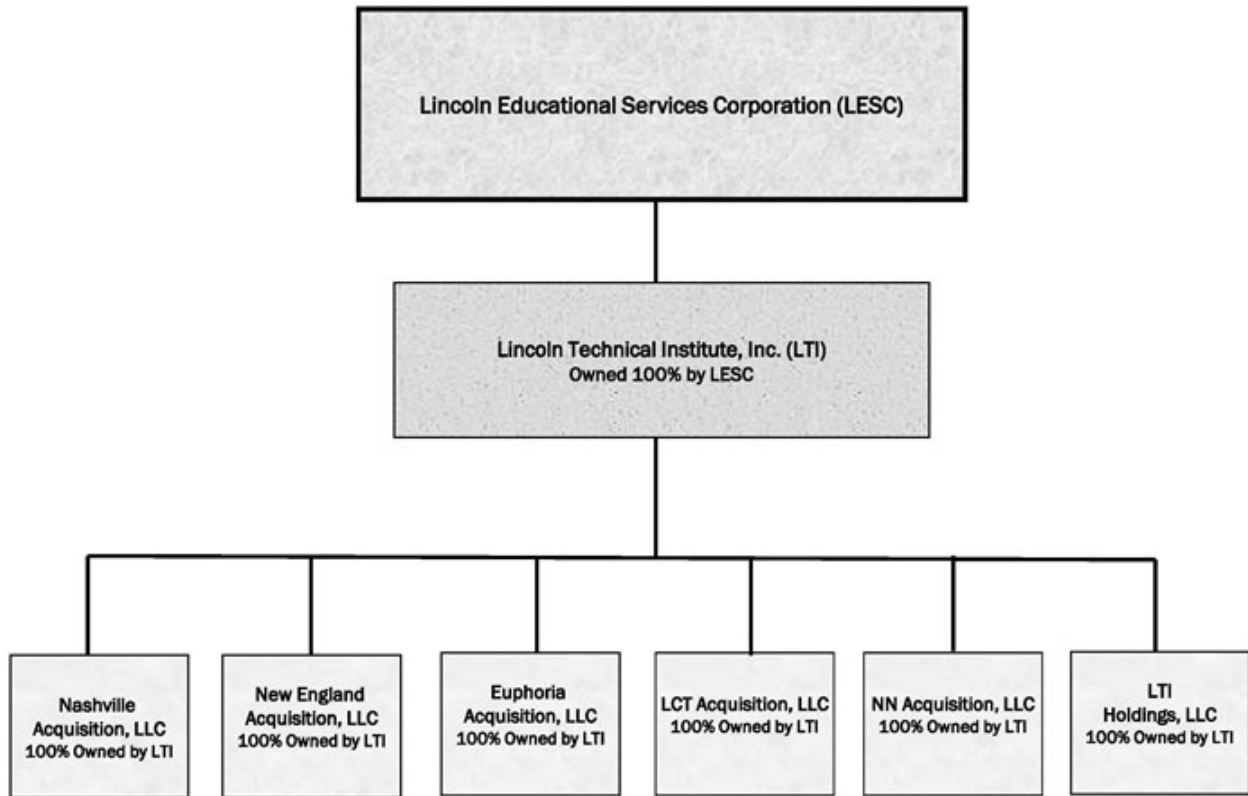 Lincoln Educational Services Corporation (LESC)
Lincoln Technical Institute, Inc. (LTI)
Owned 100% by LESC
Nashville
Acquisition, LLC
100% Owned by LTI
New England
Acquisition, LLC
100% Owned by LTI
Euphoria
Acquisition, LLC
100% Owned by LTI
LCT Acquisition, LLC
100% Owned by LTI
NN Acquisition, LLC
100% Owned by LTI
LTI
Holdings, LLC
100% Owned by LTI